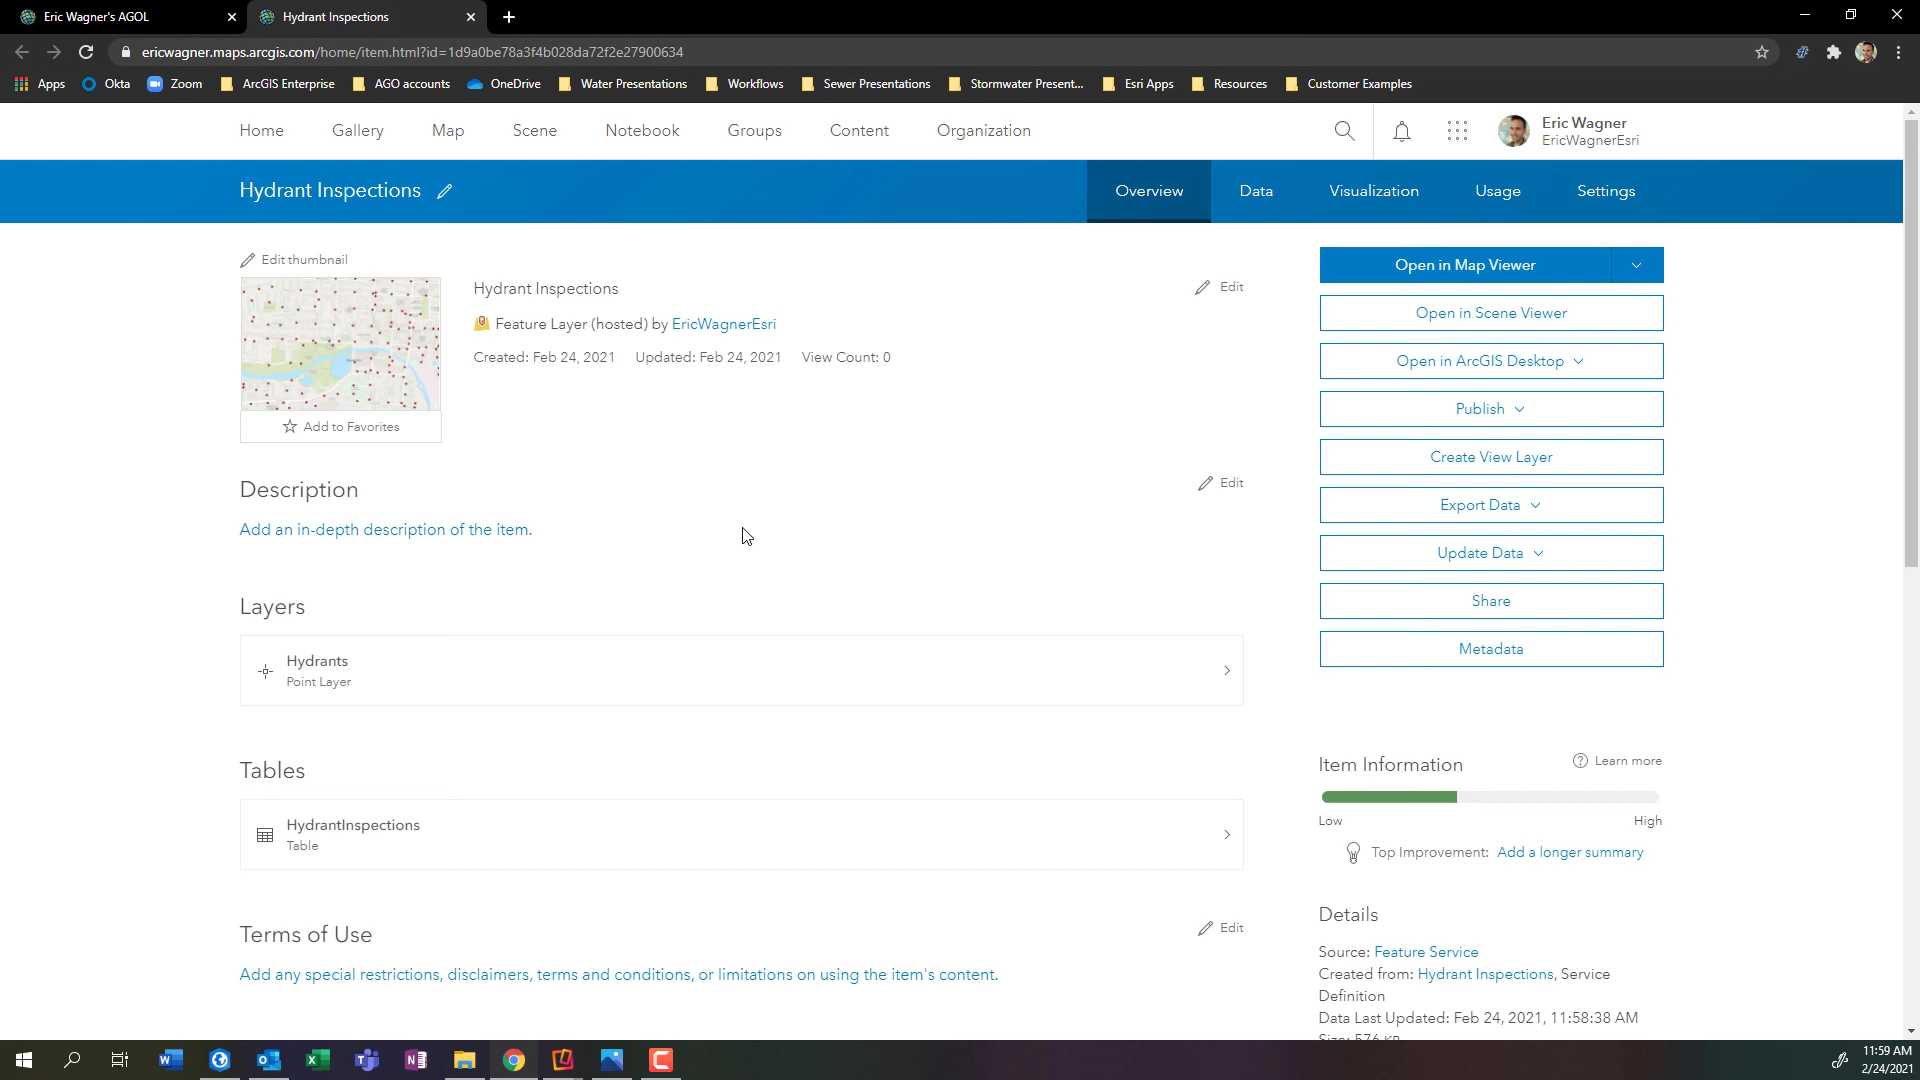 Eric Wagner's AGOL
Hydrant Inspections
ericwagner.maps.arcgis.com/home/item.html?id=1d9a0be78a3f4b028da72f2e27900634
Apps Okta Zoom ArcGIS Enterprise AGO accounts OneDrive Water Presentations Workflows Sewer Presentations Stormwater Present... Esri Apps Resources Customer Examples
Home Gallery Map Scene Notebook Groups Content Organization
Eric Wagner
EricWagnerEsri
Hydrant Inspections
Overview Data Visualization Usage Settings
Edit thumbnail
Add to Favorites
Hydrant Inspections
Edit
Feature Layer (hosted) by EricWagnerEsri
Created: Feb 24, 2021 Updated: Feb 24, 2021 View Count: 0
Description
Edit
Add an in-depth description of the item.
Layers
Hydrants
Point Layer
Tables
HydrantInspections
Table
Terms of Use
Edit
Add any special restrictions, disclaimers, terms and conditions, or limitations on using the item's content.
Open in Map Viewer
Open in Scene Viewer
Open in ArcGIS Desktop
Publish
Create View Layer
Export Data
Update Data
Share
Metadata
Item Information
Learn more
Low High
Top Improvement: Add a longer summary
Details
Source: Feature Service
Created from: Hydrant Inspections, Service
Definition
Data Last Updated: Feb 24, 2021, 11:58:38 AM
Size: 576 KB
11:59 AM
2/24/2021